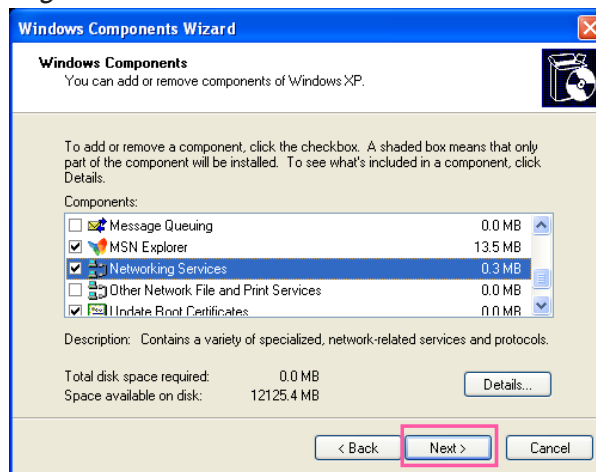 Windows Components Wizard
Windows Components
You can add or remove components of Windows XP.
To add or remove a component, click the checkbox. A shaded box means that only
part of the component will be installed. To see what's included in a component, click
Details.
Components:
Message Queuing 0.0 MB
MSN Explorer 13.5 MB
Networking Services 0.3 MB
Other Network File and Print Services 0.0 MB
Update Root Certificates 0.0 MB
Description: Contains a variety of specialized, network-related services and protocols.
Total disk space required: 0.0 MB
Space available on disk: 12125.4 MB
Details...
< Back Next > Cancel